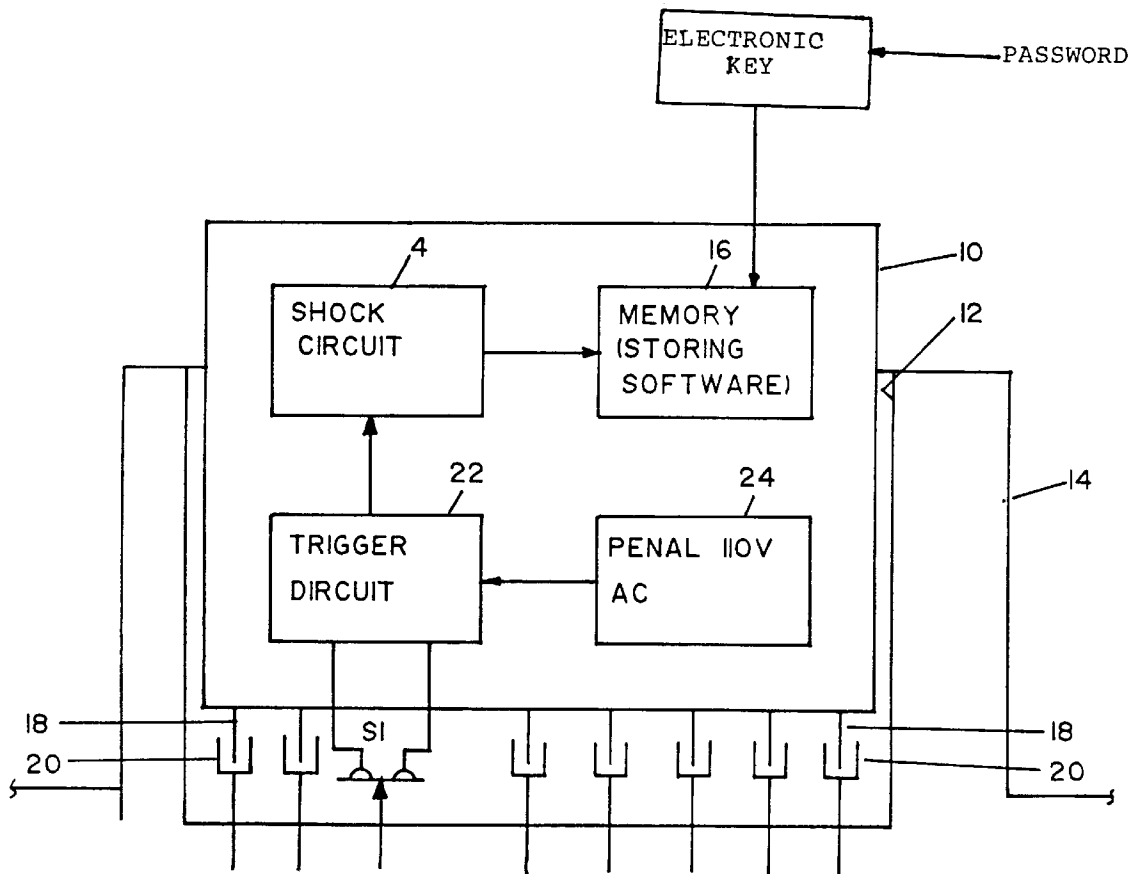 ELECTRONIC
KEY
PASSWORD
4
16
10
SHOCK
CIRCUIT
MEMORY
(STORING
SOFTWARE)
12
22
24
14
TRIGGER
DIRCUIT
PENAL 110V
AC
18
S1
18
20
20